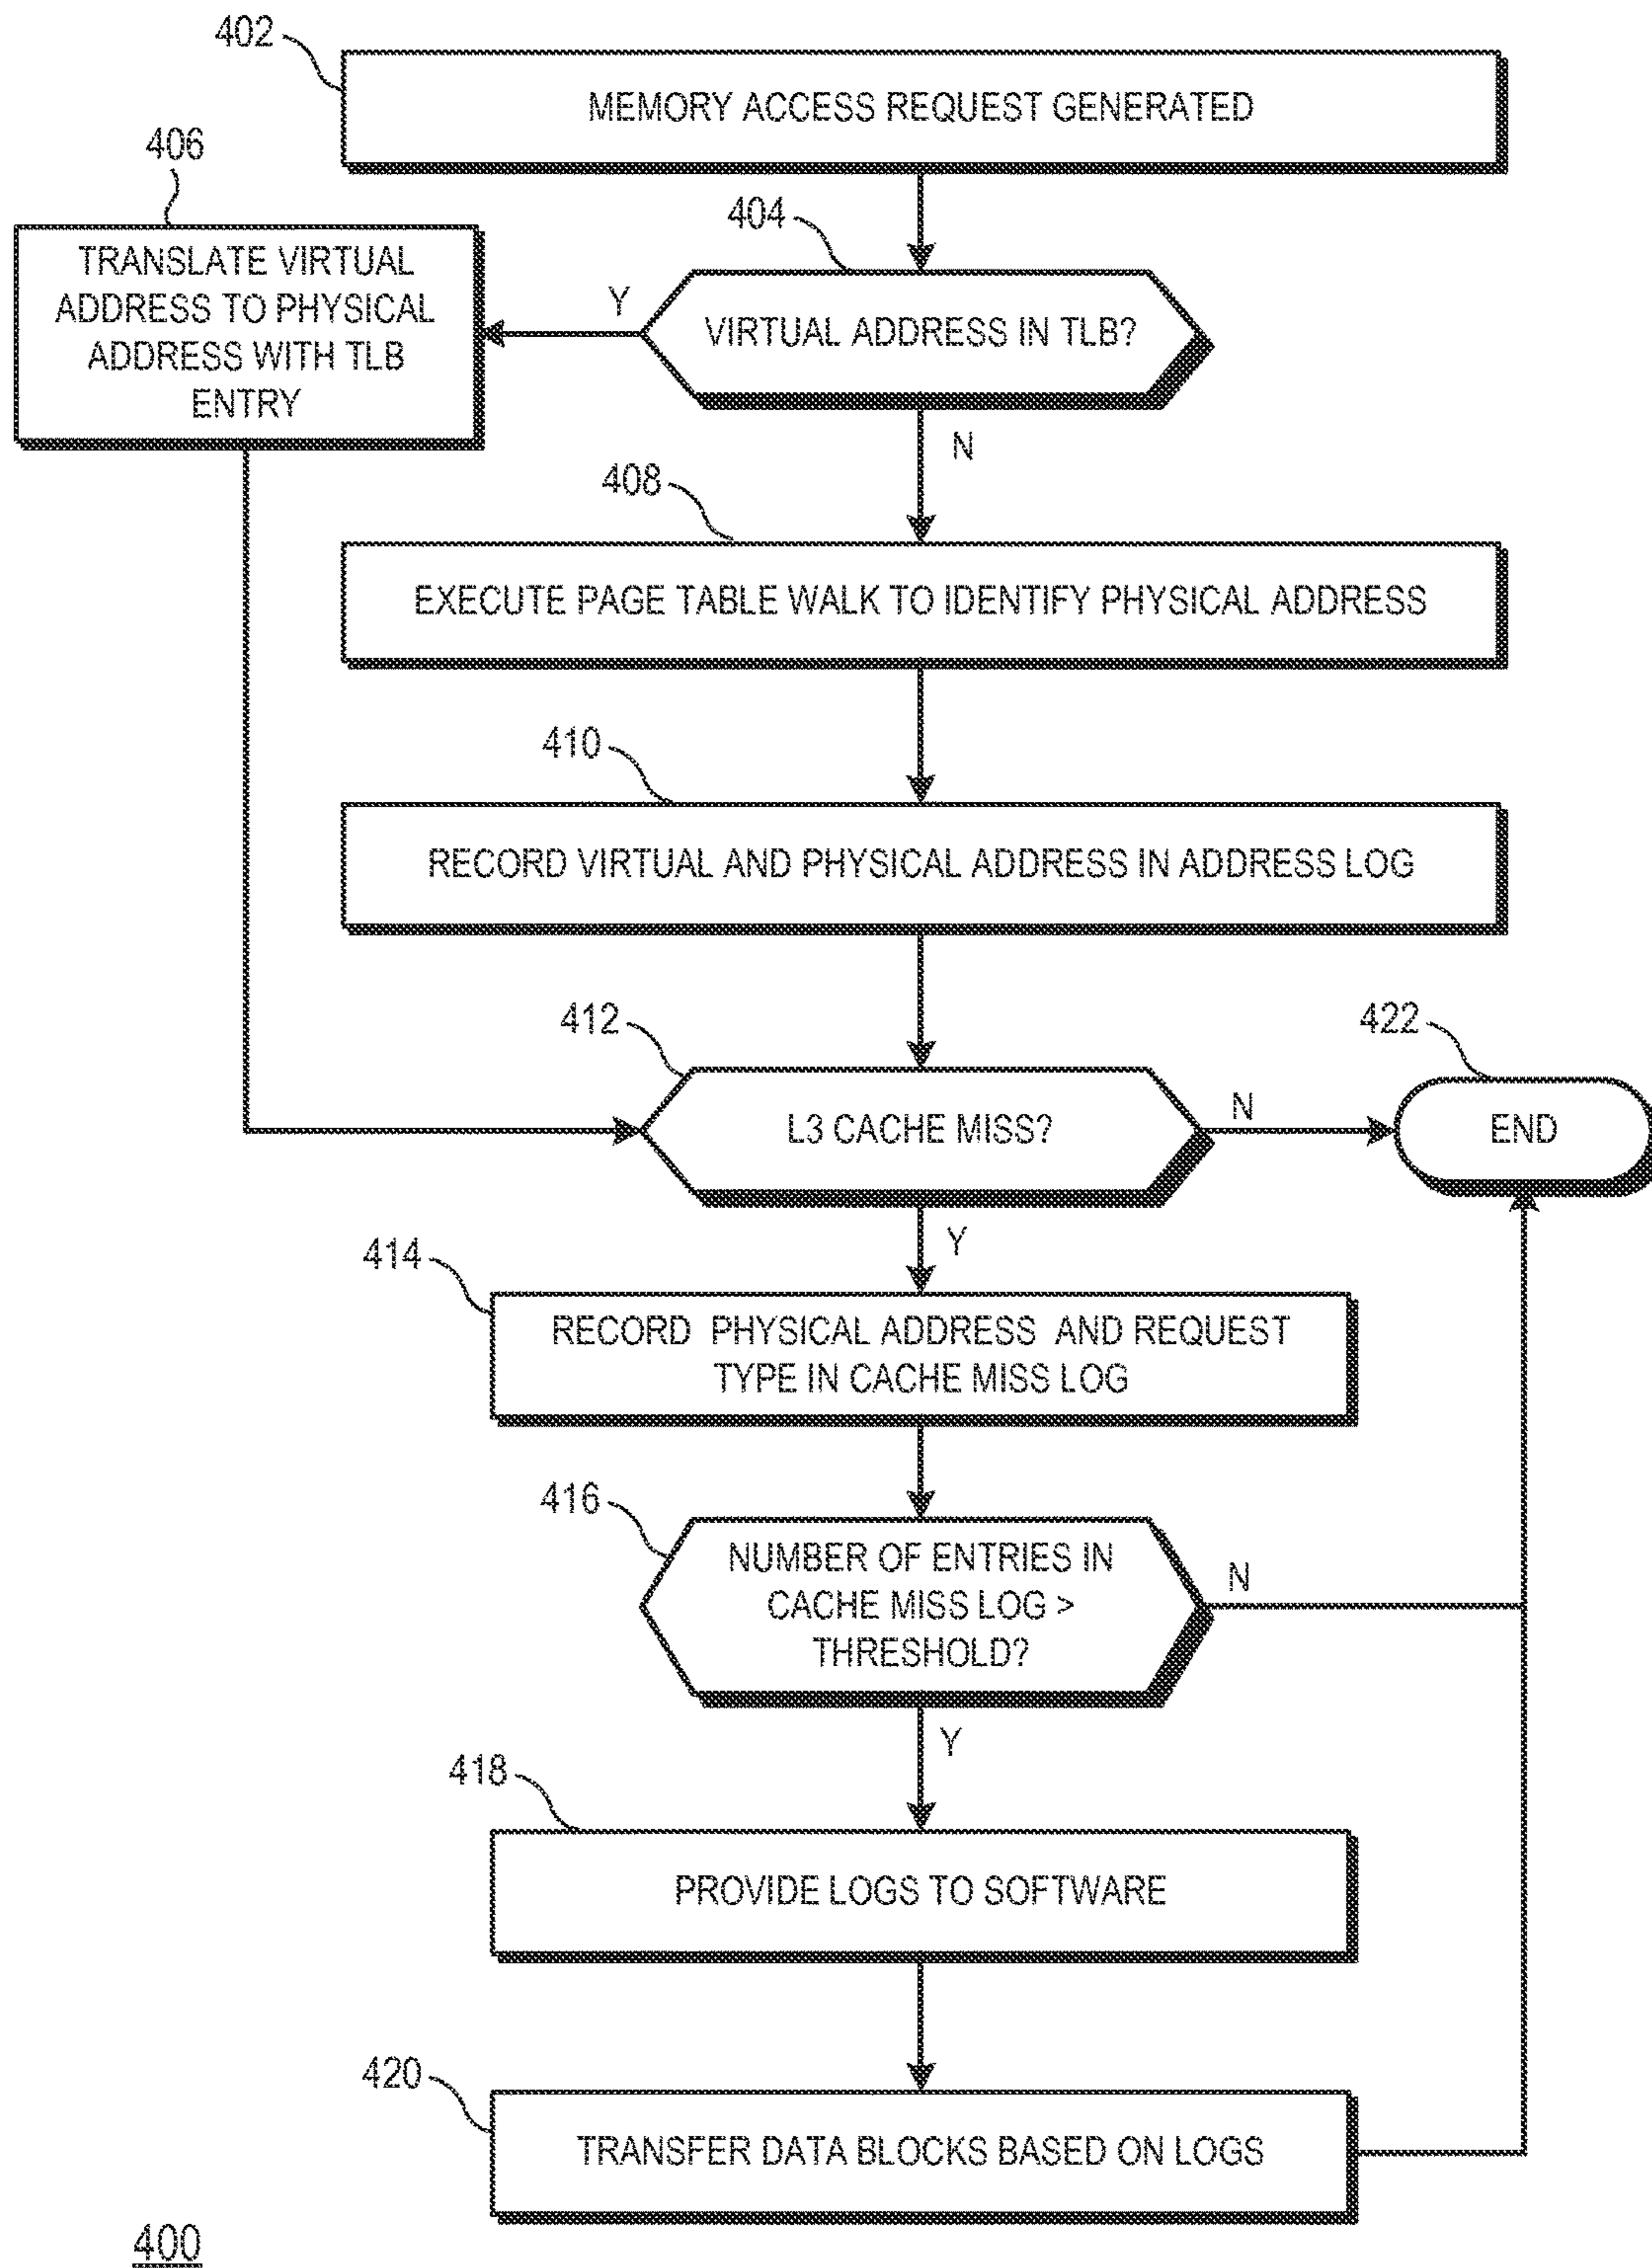 402
MEMORY ACCESS REQUEST GENERATED
406
TRANSLATE VIRTUAL
ADDRESS TO PHYSICAL
ADDRESS WITH TLB
ENTRY
404
Y
VIRTUAL ADDRESS IN TLB?
N
408
EXECUTE PAGE TABLE WALK TO IDENTIFY PHYSICAL ADDRESS
410
RECORD VIRTUAL AND PHYSICAL ADDRESS IN ADDRESS LOG
412
L3 CACHE MISS?
N
422
END
Y
414
RECORD PHYSICAL ADDRESS AND REQUEST
TYPE IN CACHE MISS LOG
416
NUMBER OF ENTRIES IN
CACHE MISS LOG >
THRESHOLD?
N
Y
418
PROVIDE LOGS TO SOFTWARE
420
TRANSFER DATA BLOCKS BASED ON LOGS
400